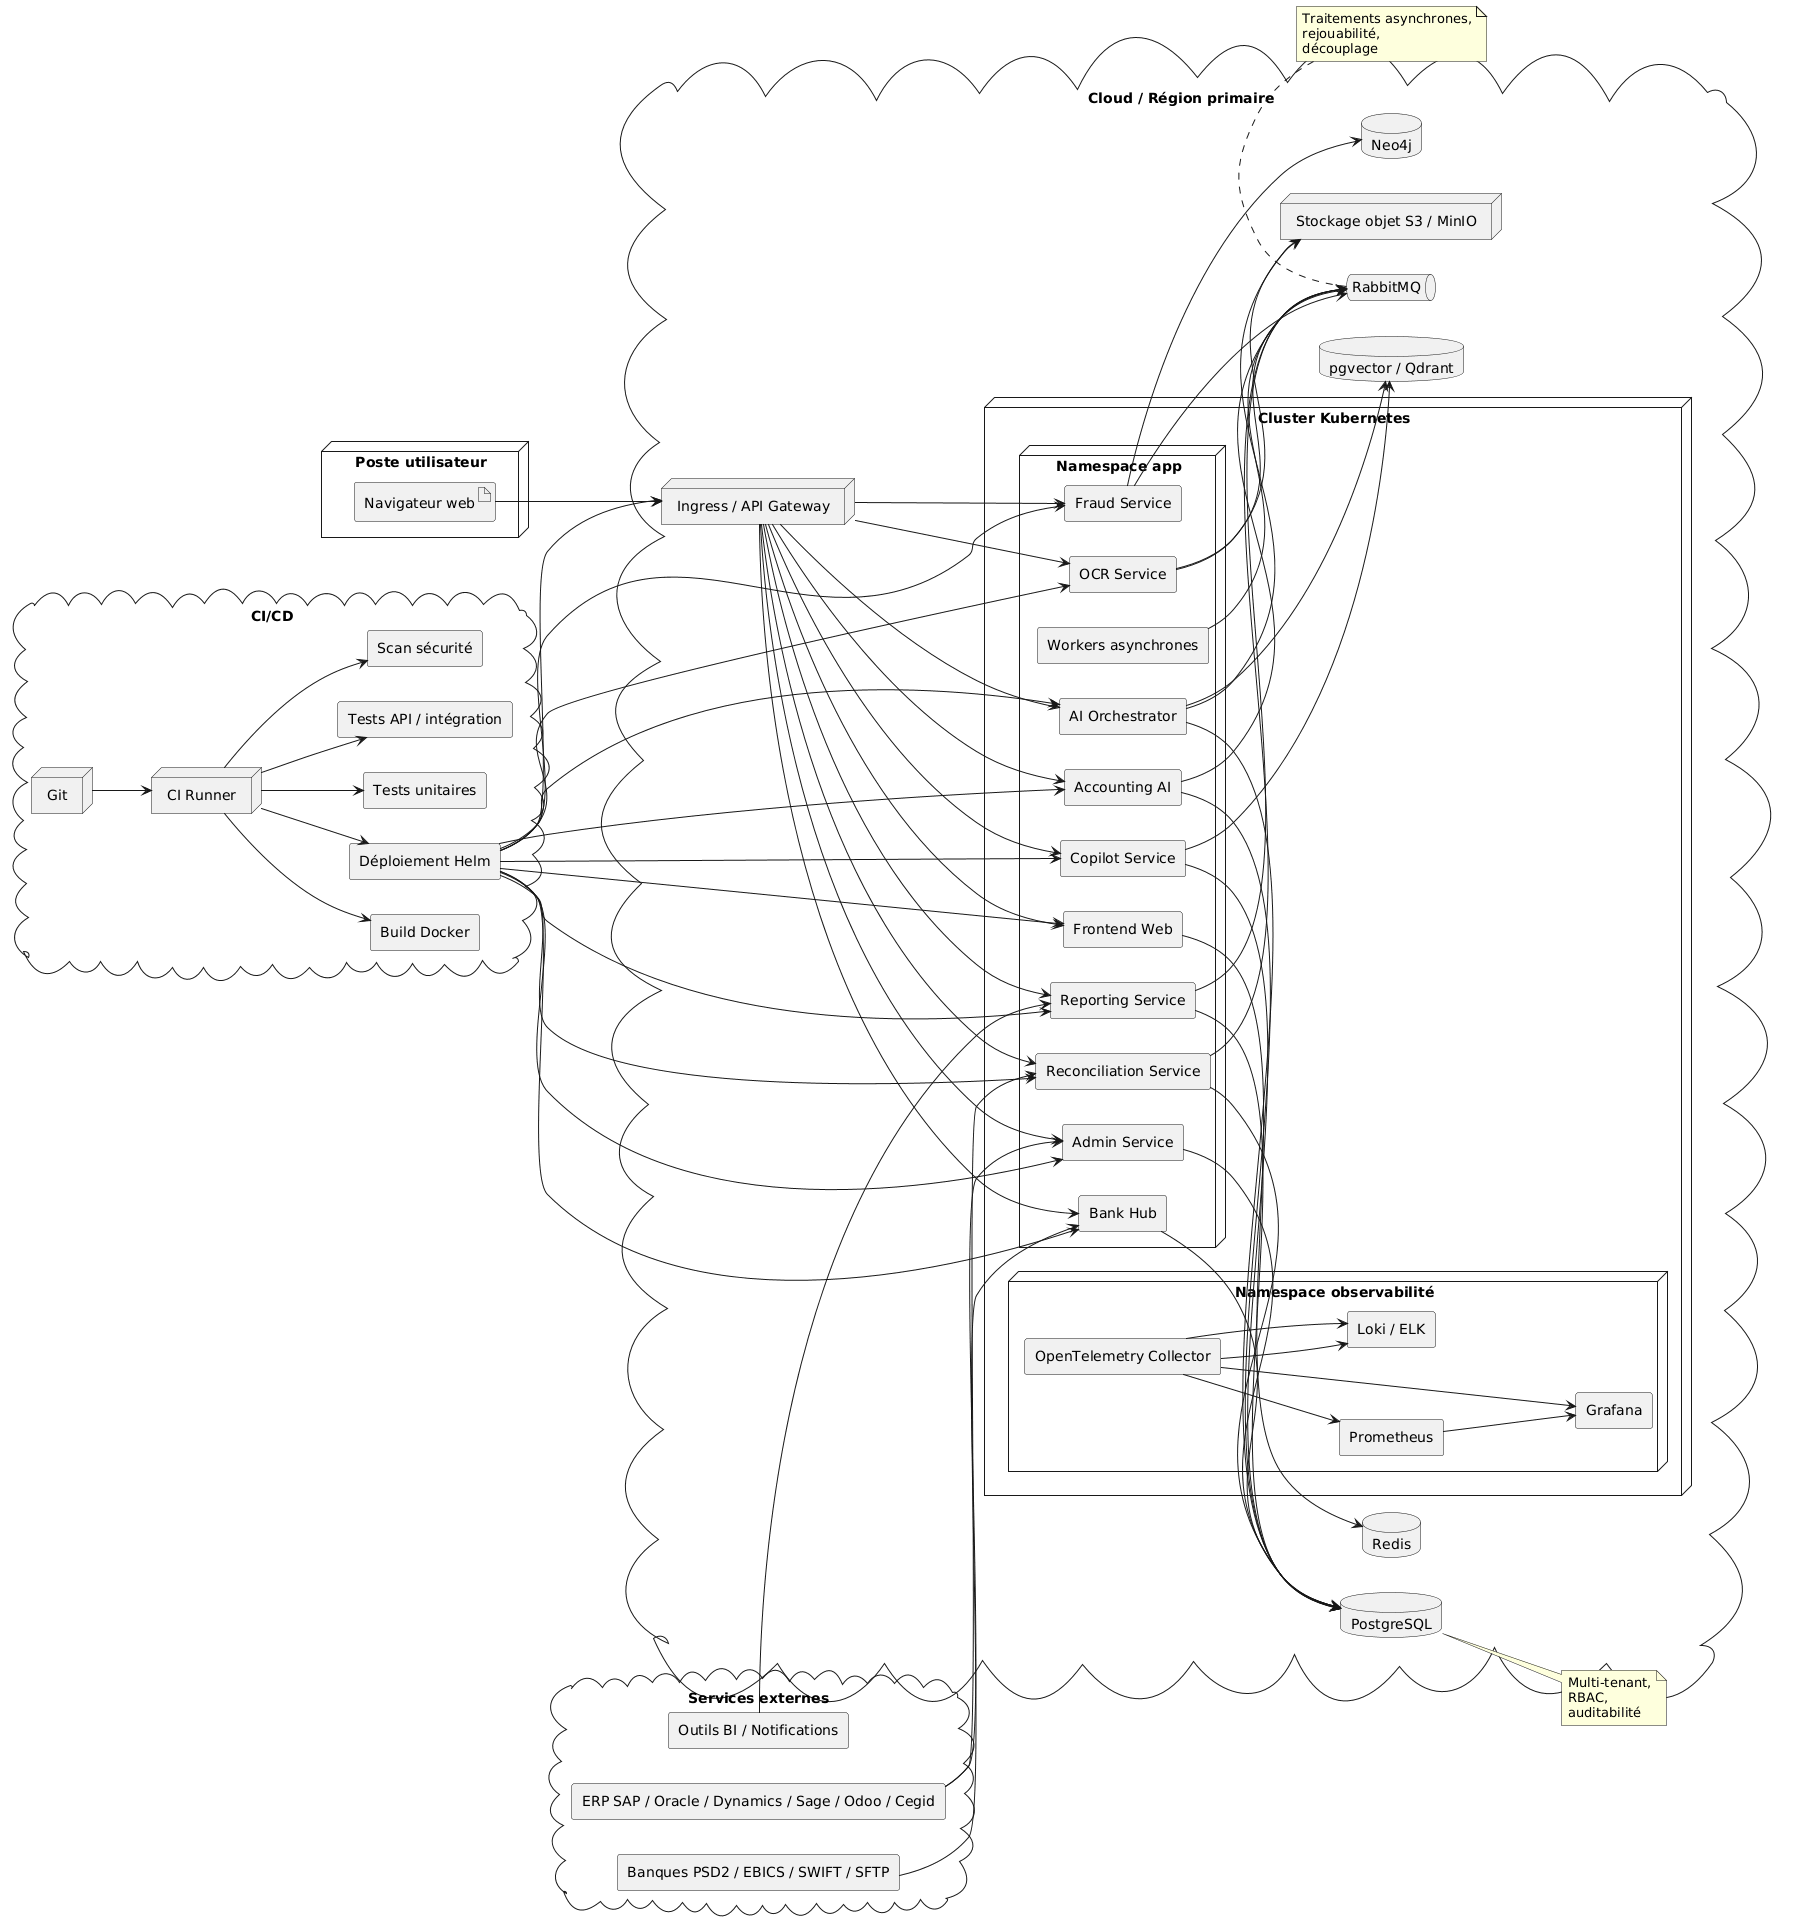 Traitements asynchrones,
rejouabilité,
découplage
Cloud / Région primaire
Neo4j
Stockage objet S3 / MinIO
RabbitMQ
pgvector / Qdrant
Cluster Kubernetes
Poste utilisateur
Navigateur web
Ingress / API Gateway
Namespace app
Fraud Service
OCR Service
Workers asynchrones
AI Orchestrator
Accounting AI
Copilot Service
Frontend Web
Reporting Service
Reconciliation Service
Admin Service
Bank Hub
CI/CD
Scan sécurité
Tests API / intégration
Git
CI Runner
Tests unitaires
Déploiement Helm
Build Docker
Namespace observabilité
Loki / ELK
OpenTelemetry Collector
Grafana
Prometheus
Redis
PostgreSQL
Multi-tenant,
RBAC,
auditabilité
Services externes
Outils BI / Notifications
ERP SAP / Oracle / Dynamics / Sage / Odoo / Cegid
Banques PSD2 / EBICS / SWIFT / SFTP